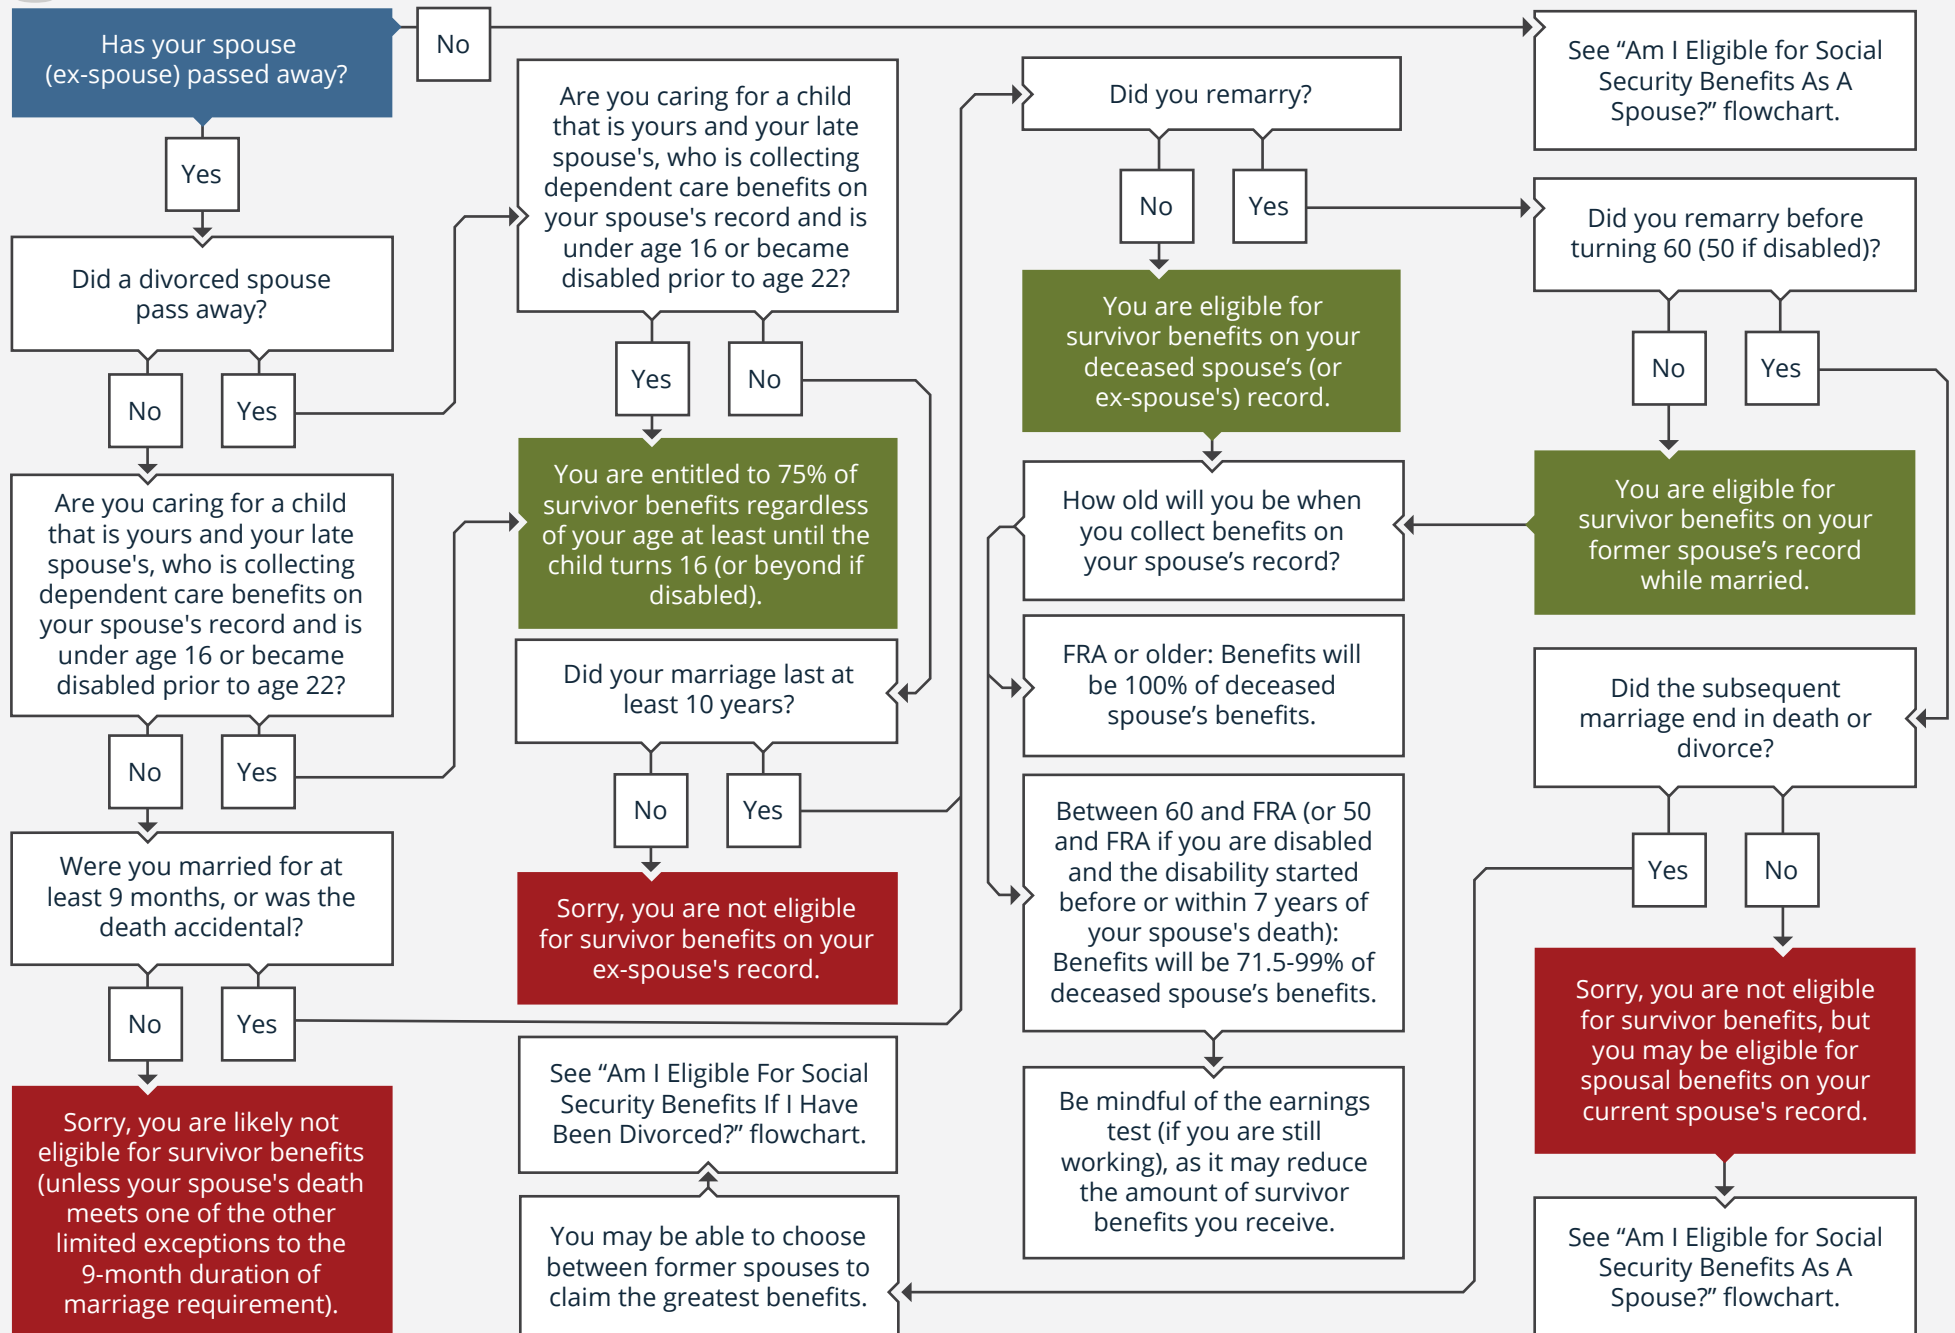 Has your spouse
(ex-spouse) passed away?
No
Yes
Did a divorced spouse
pass away?
No
Yes
Are you caring for a child
that is yours and your late
spouse's, who is collecting
dependent care benefits on
your spouse's record and is
under age 16 or became
disabled prior to age 22?
No
Yes
Were you married for at
least 9 months, or was the
death accidental?
No
Yes
Sorry, you are likely not
eligible for survivor benefits
(unless your spouse's death
meets one of the other
limited exceptions to the
9-month duration of
marriage requirement).
Are you caring for a child
that is yours and your late
spouse's, who is collecting
dependent care benefits on
your spouse's record and is
under age 16 or became
disabled prior to age 22?
Yes
No
You are entitled to 75% of
survivor benefits regardless
of your age at least until the
child turns 16 (or beyond if
disabled).
Did your marriage last at
least 10 years?
No
Yes
Sorry, you are not eligible
for survivor benefits on your
ex-spouse's record.
See “Am I Eligible For Social
Security Benefits If I Have
Been Divorced?” flowchart.
You may be able to choose
between former spouses to
claim the greatest benefits.
Did you remarry?
No
Yes
You are eligible for
survivor benefits on your
deceased spouse’s (or
ex-spouse's) record.
How old will you be when
you collect benefits on
your spouse’s record?
FRA or older: Benefits will
be 100% of deceased
spouse’s benefits.
Between 60 and FRA (or 50
and FRA if you are disabled
and the disability started
before or within 7 years of
your spouse's death):
Benefits will be 71.5-99% of
deceased spouse’s benefits.
Be mindful of the earnings
test (if you are still
working), as it may reduce
the amount of survivor
benefits you receive.
See “Am I Eligible for Social
Security Benefits As A
Spouse?” flowchart.
Did you remarry before
turning 60 (50 if disabled)?
No
Yes
You are eligible for
survivor benefits on your
former spouse’s record
while married.
Did the subsequent
marriage end in death or
divorce?
Yes
No
Sorry, you are not eligible
for survivor benefits, but
you may be eligible for
spousal benefits on your
current spouse's record.
See “Am I Eligible for Social
Security Benefits As A
Spouse?” flowchart.